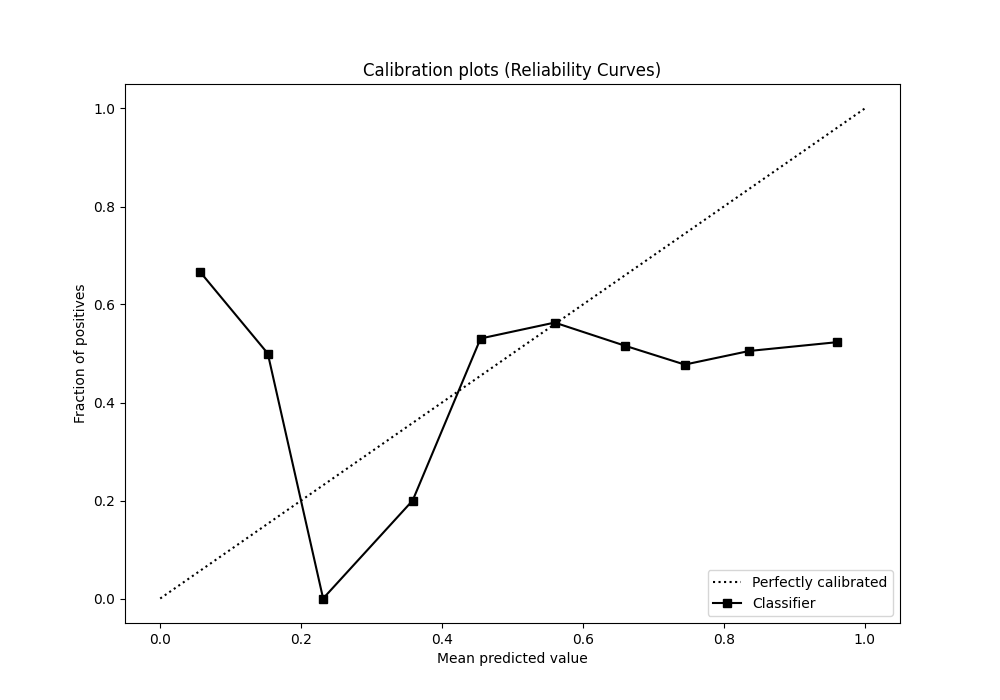 Calibration plots (Reliability Curves)
Fraction of positives
1.0
0.8
0.6
0.4
0.2
0.0
0.0 0.2 0.4 0.6 0.8 1.0
Mean predicted value
Perfectly calibrated
Classifier